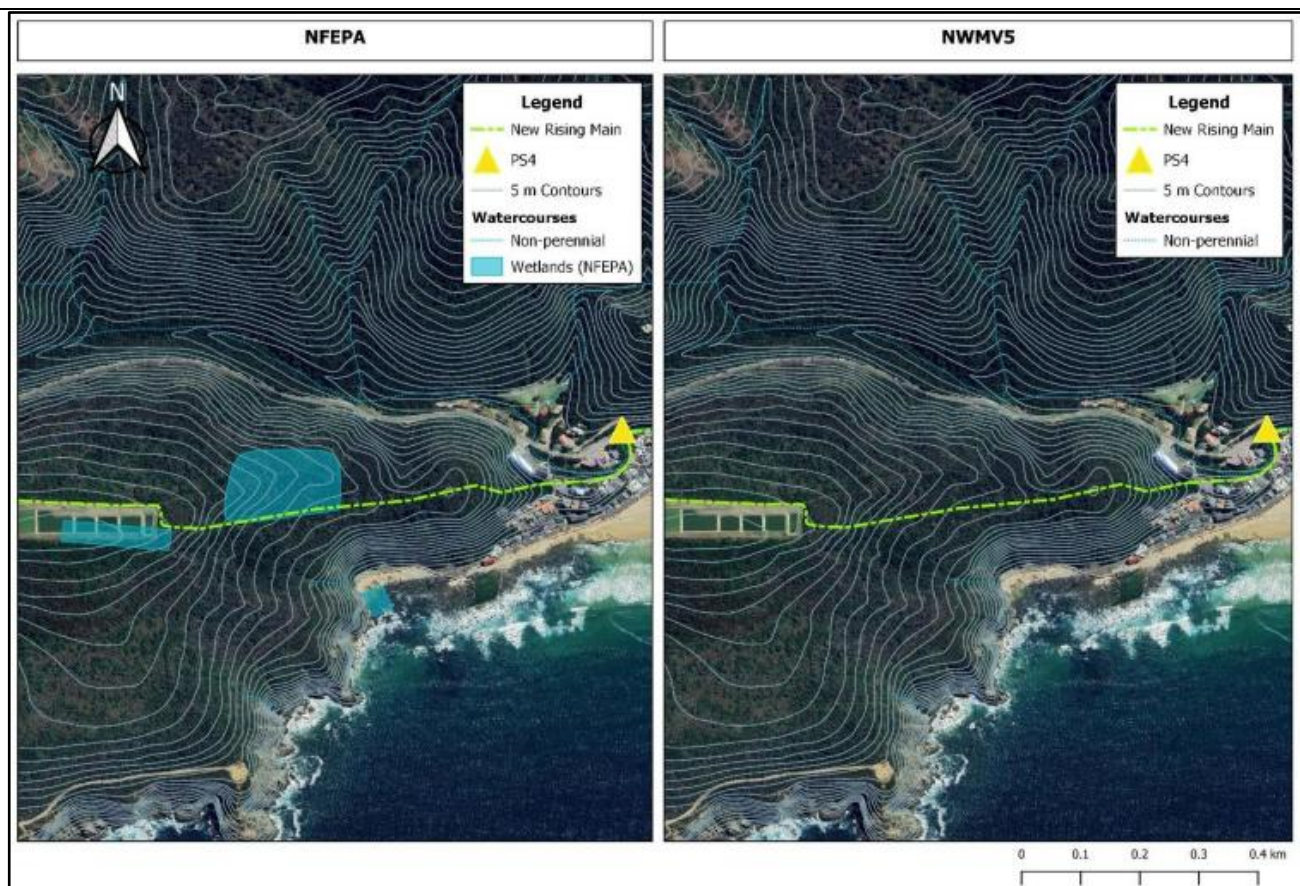 NFEPA
N
Legend
New Rising Main
PS4
5 m Contours
Watercourses
Non-perennial
Wetlands (NFEPA)
NWMV5
Legend
New Rising Main
PS4
5 m Contours
Watercourses
Non-perennial
0 0.1 0.2 0.3 0.4 km